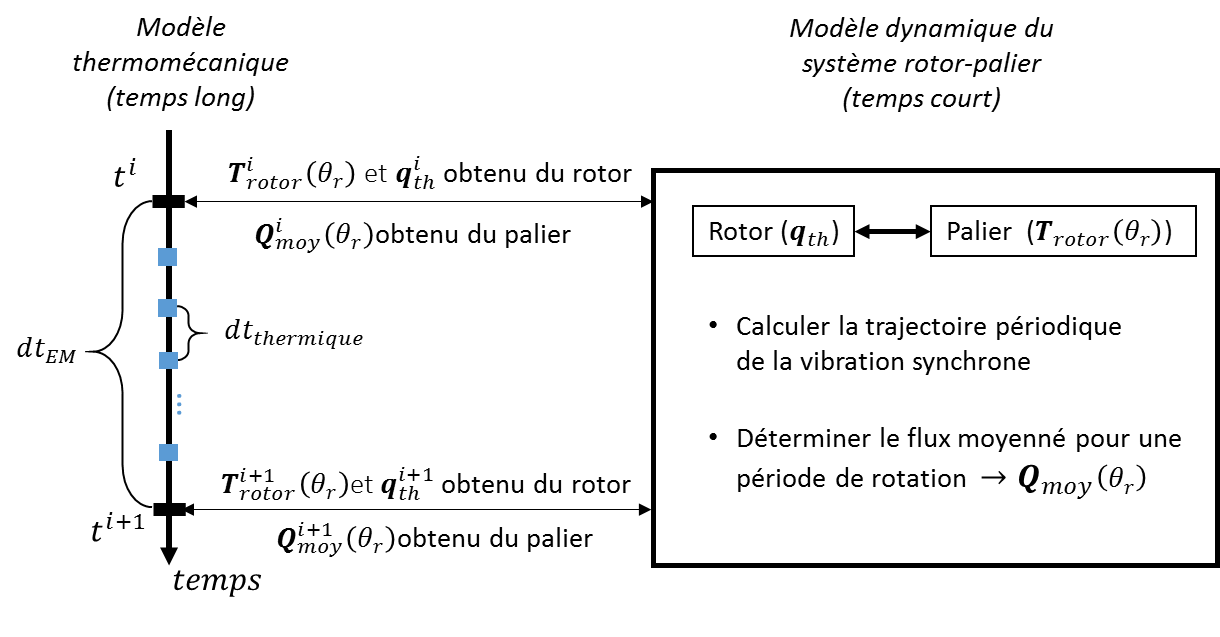 Modèle
thermomécanique
(temps long)
Modèle dynamique du
système rotor-palier
(temps court)
t^i
T^i_rotor(θ_r) et q^i_th obtenu du rotor
Q^i_moy(θ_r)obtenu du palier
Rotor (q_th)
Palier (T_rotor(θ_r))
dt_thermique
dt_EM
• Calculer la trajectoire périodique
de la vibration synchrone
• Déterminer le flux moyenné pour une
période de rotation → Q_moy(θ_r)
T^{i+1}_rotor(θ_r)et q^{i+1}_th obtenu du rotor
t^{i+1}
Q^{i+1}_moy(θ_r)obtenu du palier
temps